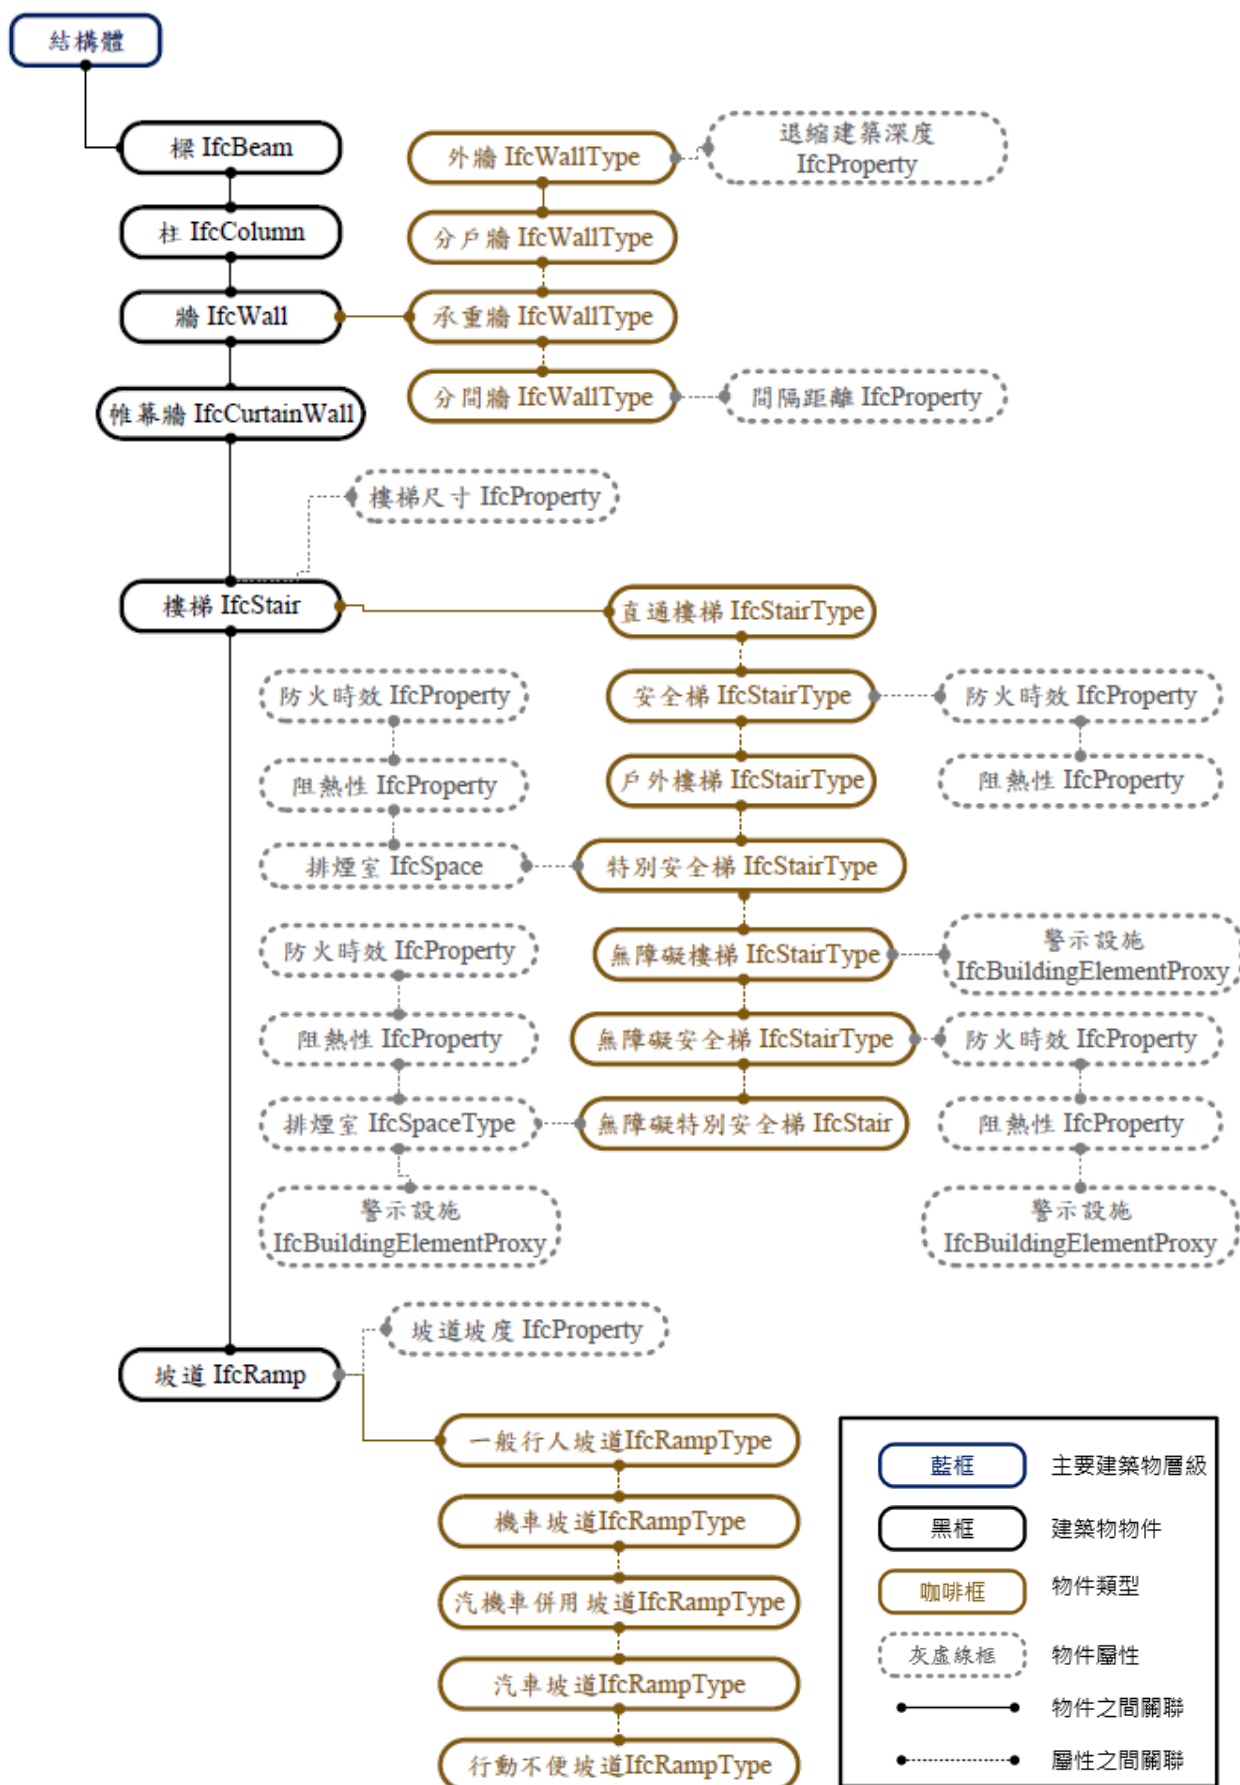 結構體
樑 IfcBeam
柱 IfcColumn
牆 IfcWall
帷幕牆 IfcCurtainWall
外牆 IfcWallType
退縮建築深度
IfcProperty
分戶牆 IfcWallType
承重牆 IfcWallType
分間牆 IfcWallType
間隔距離 IfcProperty
樓梯尺寸 IfcProperty
樓梯 IfcStair
直通樓梯 IfcStairType
防火時效 IfcProperty
安全梯 IfcStairType
防火時效 IfcProperty
阻熱性 IfcProperty
戶外樓梯 IfcStairType
阻熱性 IfcProperty
排煙室 IfcSpace
特別安全梯 IfcStairType
防火時效 IfcProperty
無障礙樓梯 IfcStairType
警示設施
IfcBuildingElementProxy
阻熱性 IfcProperty
無障礙安全梯 IfcStairType
防火時效 IfcProperty
排煙室 IfcSpaceType
無障礙特別安全梯 IfcStair
阻熱性 IfcProperty
警示設施
IfcBuildingElementProxy
警示設施
IfcBuildingElementProxy
坡道坡度 IfcProperty
坡道 IfcRamp
一般行人坡道IfcRampType
機車坡道IfcRampType
汽機車併用坡道IfcRampType
汽車坡道IfcRampType
行動不便坡道IfcRampType
藍框 主要建築物層級
黑框 建築物物件
咖啡框 物件類型
灰虛線框 物件屬性
物件之間關聯
屬性之間關聯